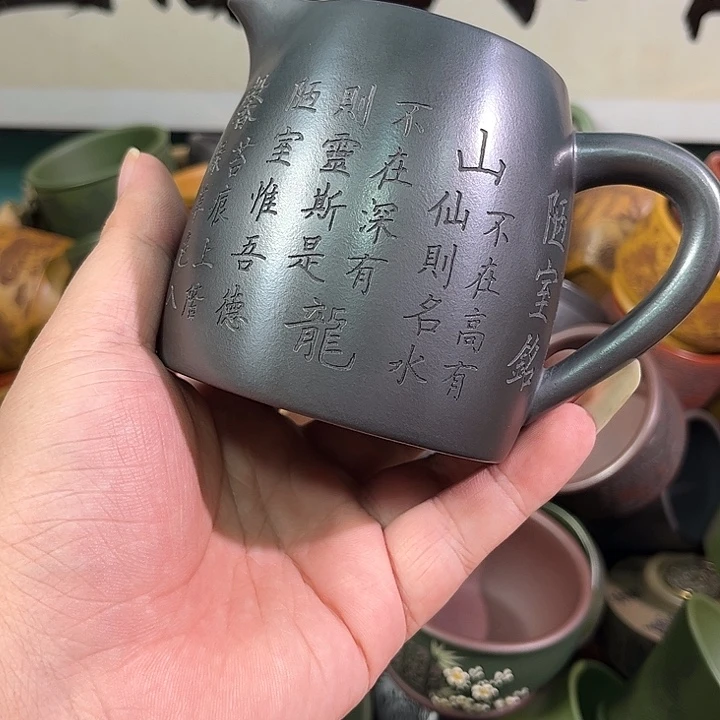 陋室銘
山不在高有
仙則名水
不在深有
則靈斯是
龍
陋室惟吾德
馨苔痕上階